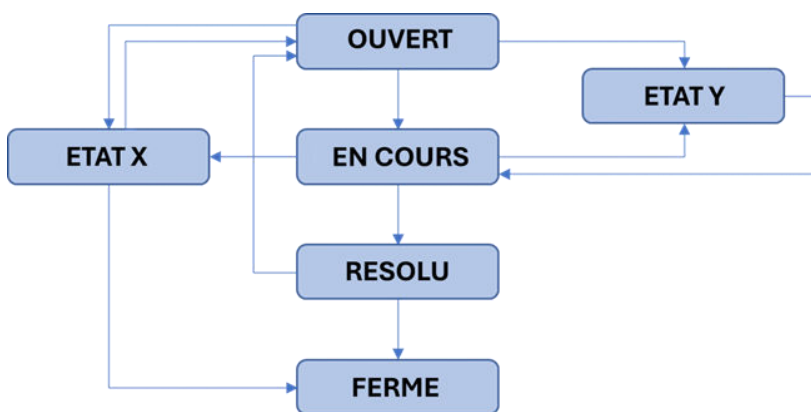 OUVERT
ETAT Y
ETAT X
EN COURS
RESOLU
FERME